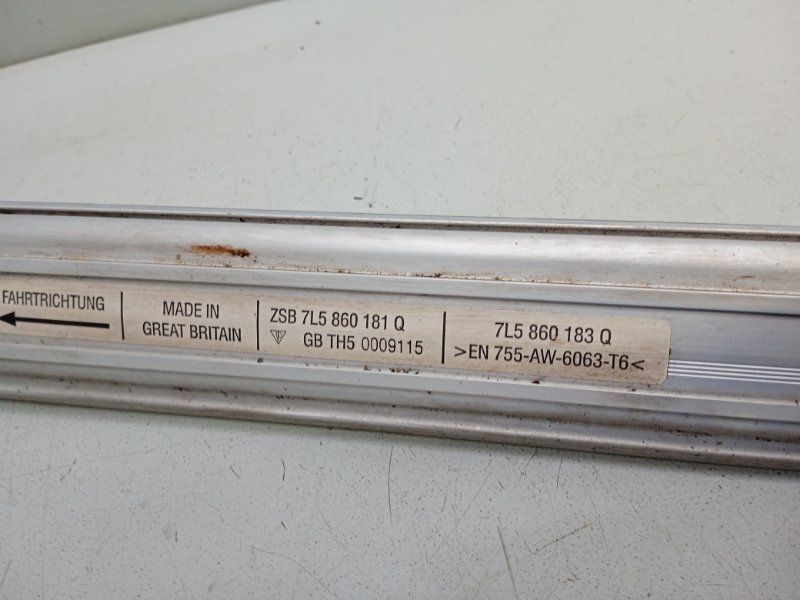 FAHRTRICHTUNG
MADE IN
GREAT BRITAIN
ZSB 7L5 860 181 Q
GB TH5 0009115
7L5 860 183 Q
>EN 755-AW-6063-T6<